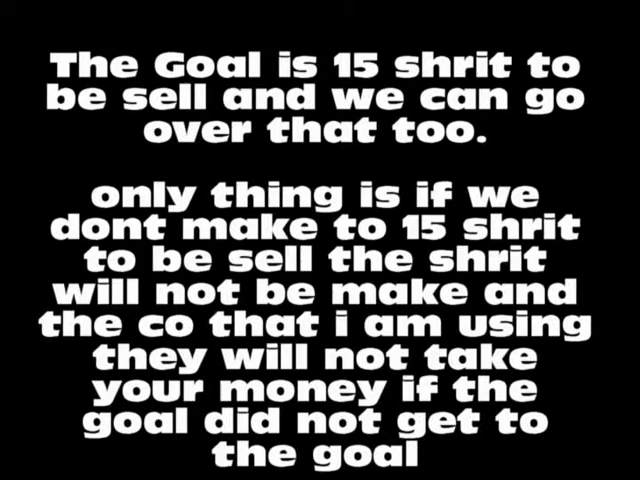 The Goal is 15 shrit to
be sell and we can go
over that too.
only thing is if we
dont make to 15 shrit
to be sell the shrit
will not be make and
the co that i am using
they will not take
your money if the
goal did not get to
the goal